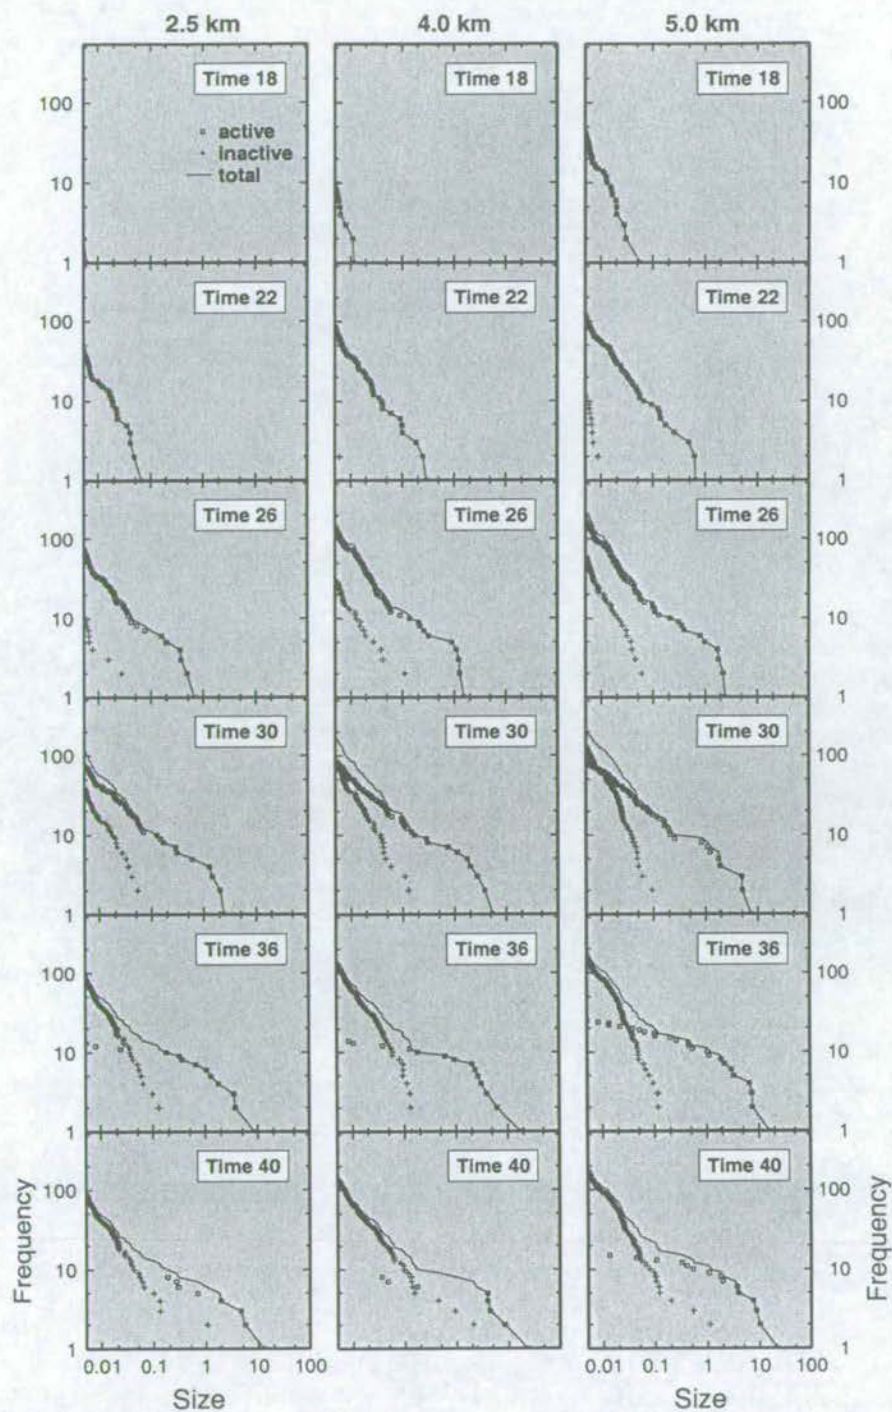 2.5 km 4.0 km 5.0 km
Time 18 Time 18 Time 18
100 100
active
inactive
total
10 10
1 1
Time 22 Time 22 Time 22
100 100
10 10
1 1
Time 26 Time 26 Time 26
100 100
10 10
1 1
Time 30 Time 30 Time 30
100 100
10 10
1 1
Time 36 Time 36 Time 36
100 100
10 10
1 1
Time 40 Time 40 Time 40
100 100
10 10
1 1
Frequency Frequency
0.01 0.1 1 10 100 0.01 0.1 1 10 100
Size Size